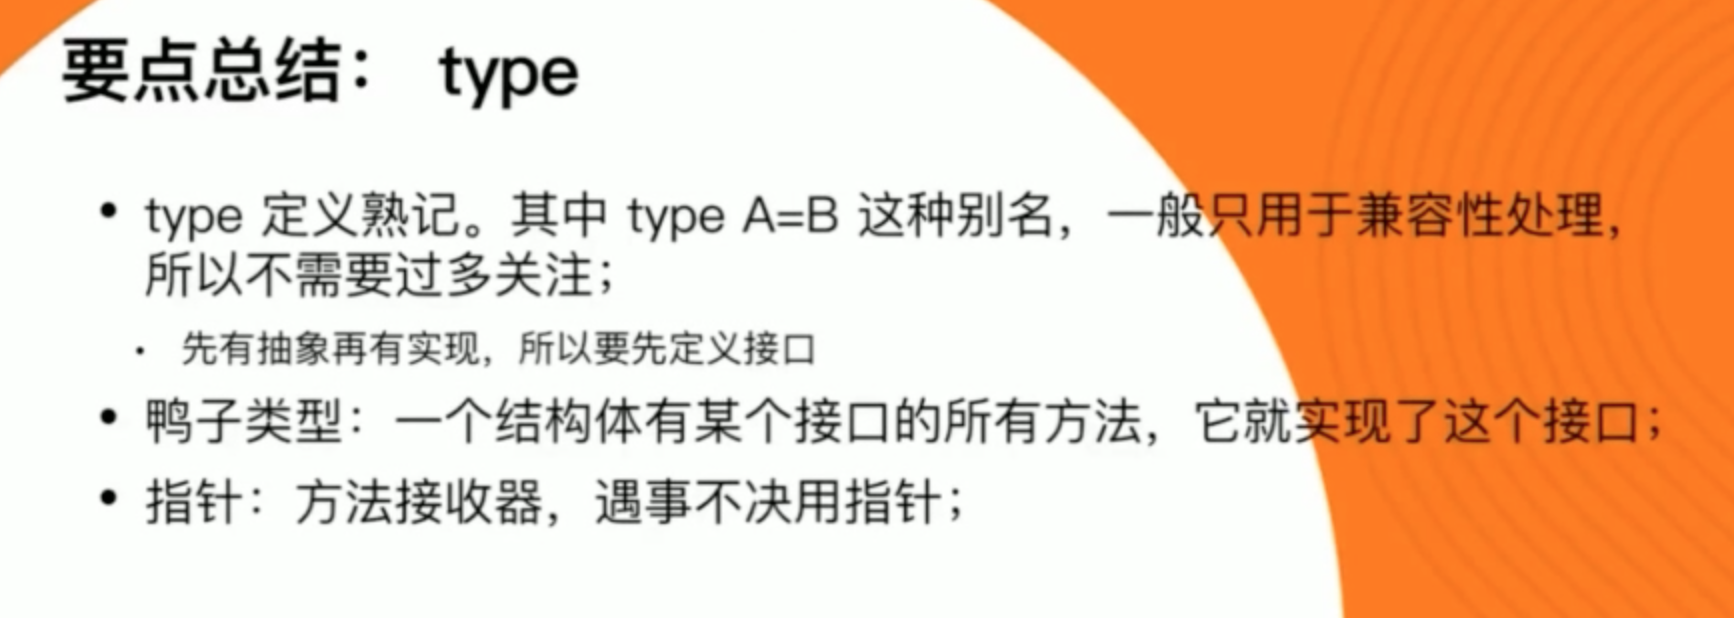 要点总结： type
• type 定义熟记。其中 type A=B 这种别名，一般只用于兼容性处理，
所以不需要过多关注；
• 先有抽象再有实现，所以要先定义接口
• 鸭子类型：一个结构体有某个接口的所有方法，它就实现了这个接口；
• 指针：方法接收器，遇事不决用指针；